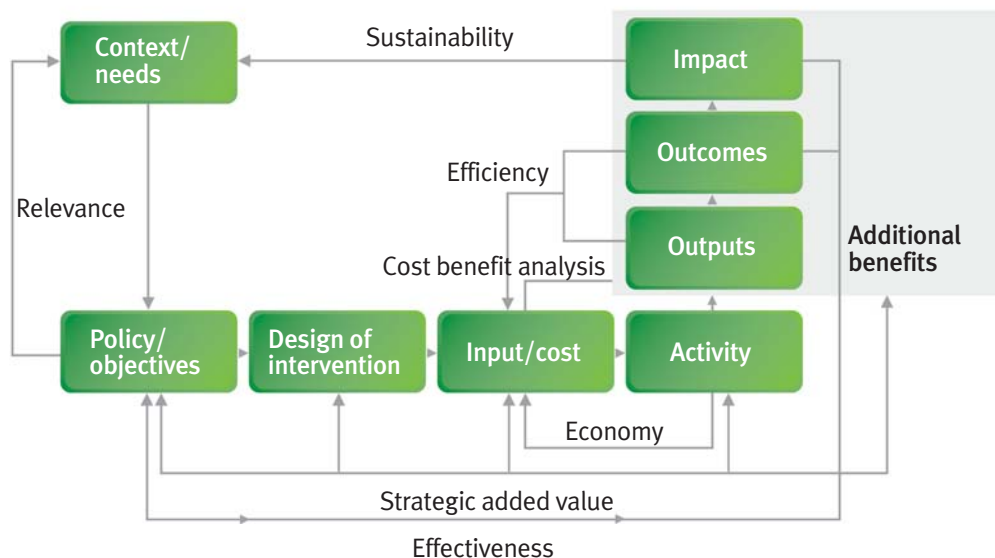 Sustainability
Context/
needs
Impact
Efficiency
Outcomes
Relevance
Outputs
Additional
benefits
Cost benefit analysis
Policy/
objectives
Design of
intervention
Input/cost
Activity
Economy
Strategic added value
Effectiveness